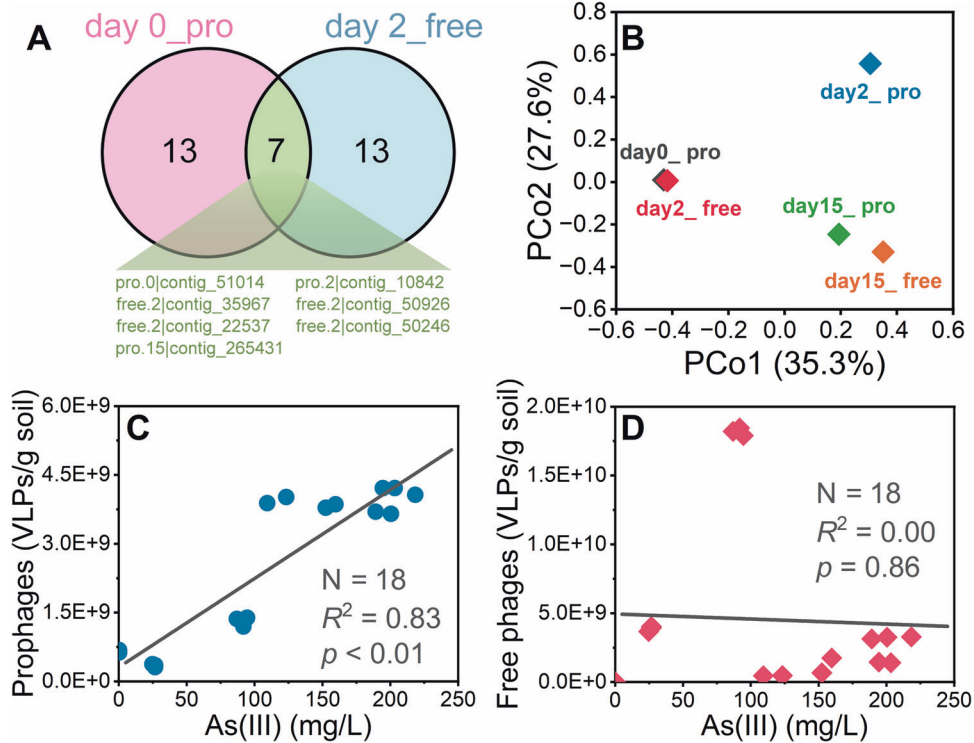 A
day 0_pro
day 2_free
13
7
13
pro.0|contig_51014
pro.2|contig_10842
free.2|contig_35967
free.2|contig_50926
free.2|contig_22537
free.2|contig_50246
pro.15|contig_265431
B
PCo2 (27.6%)
0.8
0.6
0.4
0.2
0.0
−0.2
−0.4
−0.6
day2_ pro
day0_ pro
day2_ free
day15_ pro
day15_ free
−0.6 −0.4 −0.2 0.0 0.2 0.4 0.6
PCo1 (35.3%)
C
Prophages (VLPs/g soil)
6.0E+9
4.5E+9
3.0E+9
1.5E+9
0.0E+0
N = 18
R² = 0.83
p < 0.01
0 50 100 150 200 250
As(III) (mg/L)
D
Free phages (VLPs/g soil)
2.0E+10
1.5E+10
1.0E+10
5.0E+9
0.0E+0
N = 18
R² = 0.00
p = 0.86
0 50 100 150 200 250
As(III) (mg/L)